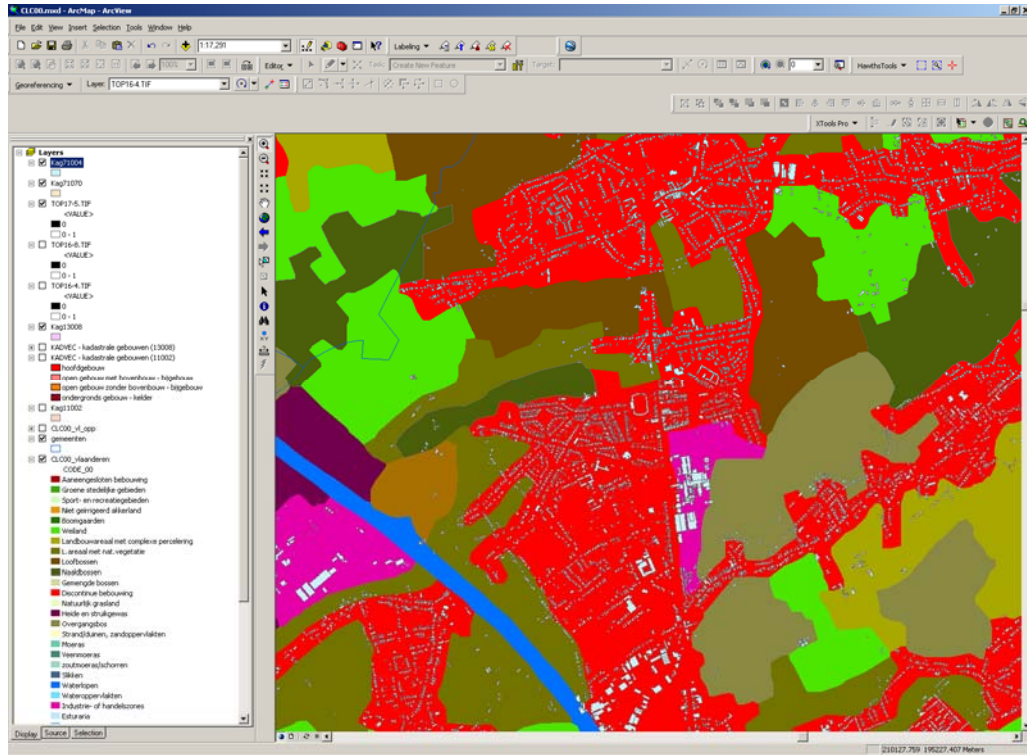 CLC00.mxd - ArcMap - ArcView
File Edit View Insert Selection Tools Window Help
1:17,291
Labeling
100%
Editor
Task: Create New Feature
Target:
0
HawthsTools
Georeferencing
Layer: TOP16-4.TIF
XTools Pro
Layers
Kag71004
Kag71070
TOP17-5.TIF
<VALUE>
0
0 - 1
TOP16-8.TIF
<VALUE>
0
0 - 1
TOP16-4.TIF
<VALUE>
0
0 - 1
Kag13008
KADVEC - kadastrale gebouwen (13008)
KADVEC - kadastrale gebouwen (11002)
hoofdgebouw
open gebouw met bovenbouw - bijgebouw
open gebouw zonder bovenbouw - bijgebouw
ondergronds gebouw - kelder
Kag11002
CLC00_vl_opp
gemeenten
CLC00_vlaanderen
CODE_00
Aaneengesloten bebouwing
Groene stedelijke gebieden
Sport- en recreatiegebieden
Niet geïrrigeerd akkerland
Boomgaarden
Weiland
Landbouwareaal met complexe percelering
L.areaal met nat.vegetatie
Loofbossen
Naaldbossen
Gemengde bossen
Discontinue bebouwing
Natuurlijk grasland
Heide en struikgewas
Overgangsbos
Strand/duinen, zandoppervlakten
Moeras
Veenmoeras
zoutmoeras/schorren
Slikken
Waterlopen
Wateroppervlakten
Industrie- of handelszones
Esturaria
Display Source Selection
210127.759 195227.407 Meters